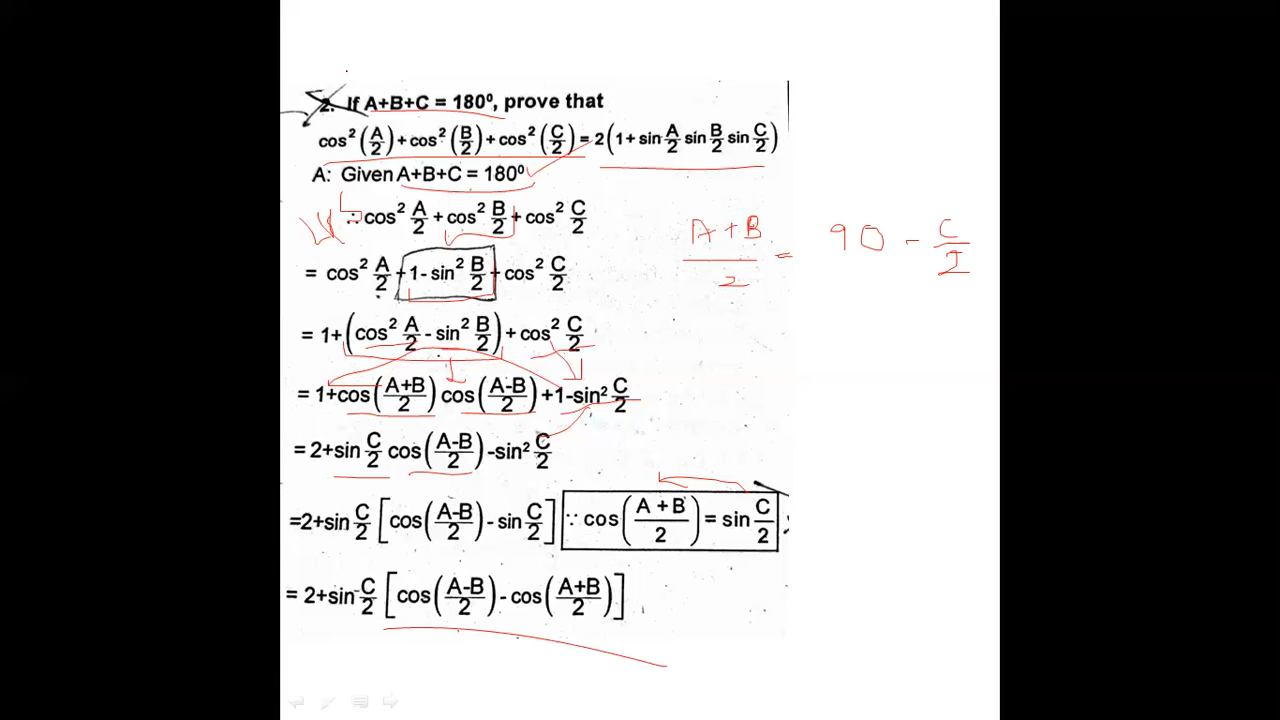 2. If A+B+C = 180⁰, prove that
cos² (A/2) + cos² (B/2) + cos² (C/2) = 2 (1 + sin A/2 sin B/2 sin C/2)
A: Given A+B+C = 180⁰
∴ cos² A/2 + cos² B/2 + cos² C/2
A + B / 2 = 90 - C/2
= cos² A/2 + 1 - sin² B/2 + cos² C/2
= 1+ (cos² A/2 - sin² B/2) + cos² C/2
= 1+cos (A+B/2) cos (A-B/2) +1-sin² C/2
= 2+sin C/2 cos (A-B/2) -sin² C/2
=2+sin C/2 [cos (A-B/2) - sin C/2] ∵ cos (A + B/2) = sin C/2
= 2+sin C/2 [cos (A-B/2) - cos (A+B/2)]